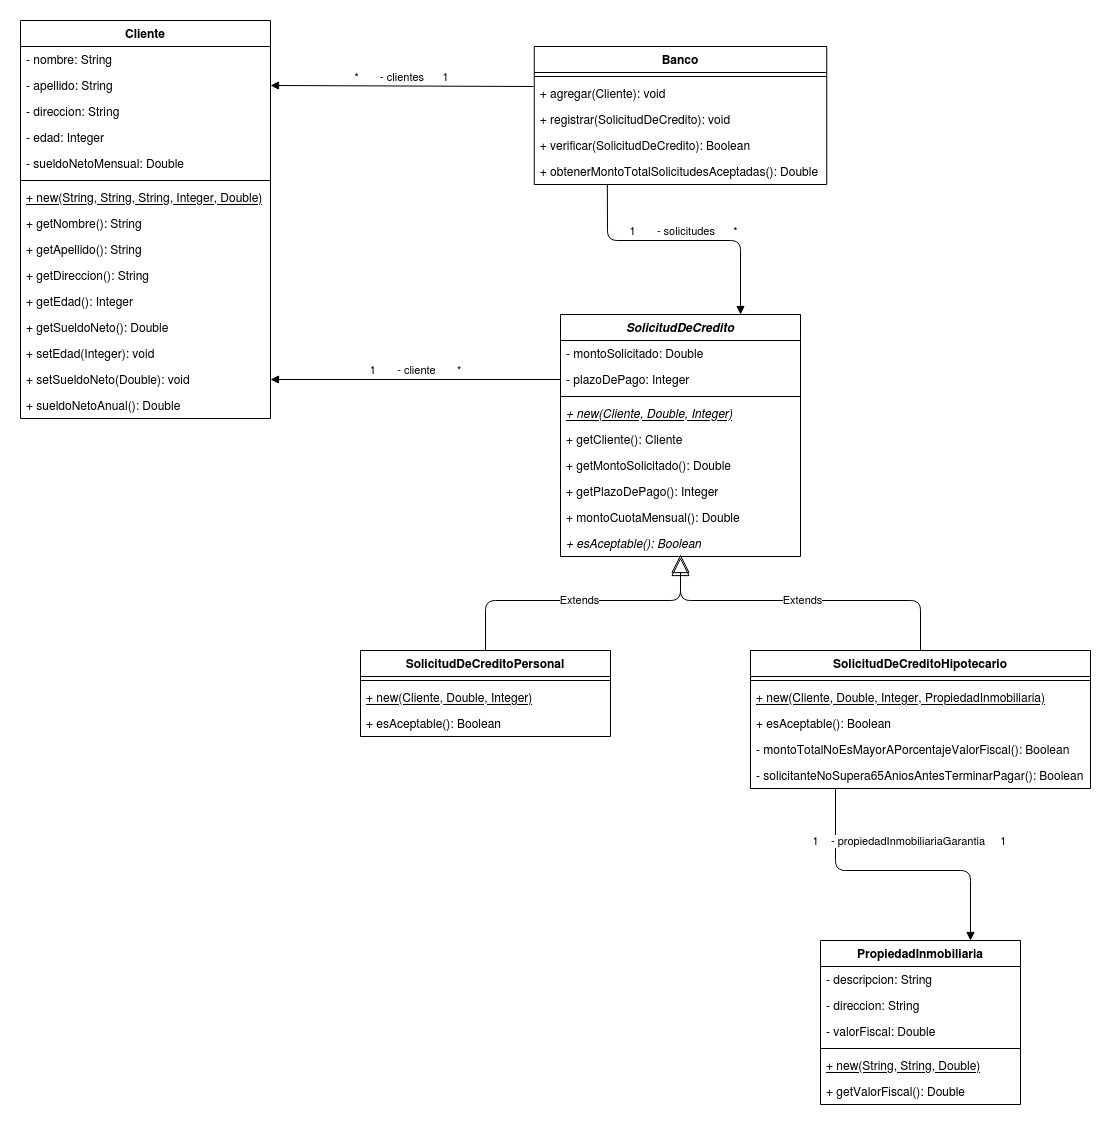 Cliente
- nombre: String
- apellido: String
- direccion: String
- edad: Integer
- sueldoNetoMensual: Double
+ new(String, String, String, Integer, Double)
+ getNombre(): String
+ getApellido(): String
+ getDireccion(): String
+ getEdad(): Integer
+ getSueldoNeto(): Double
+ setEdad(Integer): void
+ setSueldoNeto(Double): void
+ sueldoNetoAnual(): Double
* - clientes 1
Banco
+ agregar(Cliente): void
+ registrar(SolicitudDeCredito): void
+ verificar(SolicitudDeCredito): Boolean
+ obtenerMontoTotalSolicitudesAceptadas(): Double
1 - solicitudes *
1 - cliente *
SolicitudDeCredito
- montoSolicitado: Double
- plazoDePago: Integer
+ new(Cliente, Double, Integer)
+ getCliente(): Cliente
+ getMontoSolicitado(): Double
+ getPlazoDePago(): Integer
+ montoCuotaMensual(): Double
+ esAceptable(): Boolean
Extends
Extends
SolicitudDeCreditoPersonal
+ new(Cliente, Double, Integer)
+ esAceptable(): Boolean
SolicitudDeCreditoHipotecario
+ new(Cliente, Double, Integer, PropiedadInmobiliaria)
+ esAceptable(): Boolean
- montoTotalNoEsMayorAPorcentajeValorFiscal(): Boolean
- solicitanteNoSupera65AniosAntesTerminarPagar(): Boolean
1 - propiedadInmobiliariaGarantia 1
PropiedadInmobiliaria
- descripcion: String
- direccion: String
- valorFiscal: Double
+ new(String, String, Double)
+ getValorFiscal(): Double